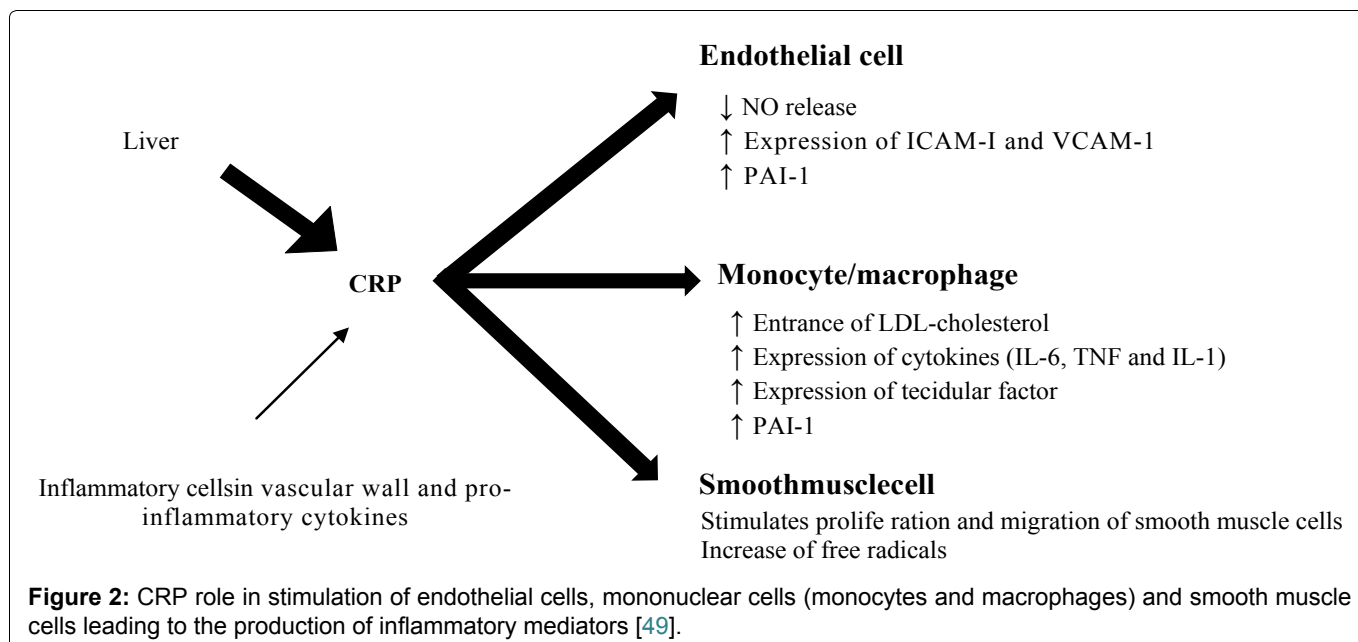 Endothelial cell
↓ NO release
↑ Expression of ICAM-I and VCAM-1
↑ PAI-1
Liver
CRP
Monocyte/macrophage
↑ Entrance of LDL-cholesterol
↑ Expression of cytokines (IL-6, TNF and IL-1)
↑ Expression of tecidular factor
↑ PAI-1
Inflammatory cellsin vascular wall and pro-
inflammatory cytokines
Smoothmusclecell
Stimulates prolife ration and migration of smooth muscle cells
Increase of free radicals
Figure 2: CRP role in stimulation of endothelial cells, mononuclear cells (monocytes and macrophages) and smooth muscle
cells leading to the production of inflammatory mediators [49].